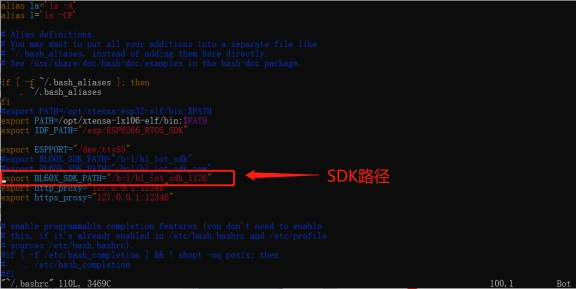 alias la='ls -A'
alias l='ls -CF'
# Alias definitions.
# You may want to put all your additions into a separate file like
# ~/.bash_aliases, instead of adding them here directly.
# See /usr/share/doc/bash-doc/examples in the bash-doc package.
if [ -f ~/.bash_aliases ]; then
. ~/.bash_aliases
fi
#export PATH=/opt/xtensa-esp32-elf/bin:$PATH
export PATH=/opt/xtensa-lx106-elf/bin:$PATH
export IDF_PATH="/esp/ESP8266_RTOS_SDK"
export ESPPORT="/dev/ttyS3"
#export BL60X_SDK_PATH="/b-l/bl_iot_sdk"
#export BL60X_SDK_PATH="/b-l/bl_iot_sdk
export BL60X_SDK_PATH="/b-l/bl_iot_sdk_1126"
SDK路径
export http_proxy="127.0.0.1:12346"
export https_proxy="127.0.0.1:12346"
# enable programmable completion features (you don't need to enable
# this, if it's already enabled in /etc/bash.bashrc and /etc/profile
# sources /etc/bash.bashrc).
#if [ -f /etc/bash_completion ] && ! shopt -oq posix; then
# . /etc/bash_completion
#fi
"~/.bashrc" 110L, 3469C 100,1 Bot